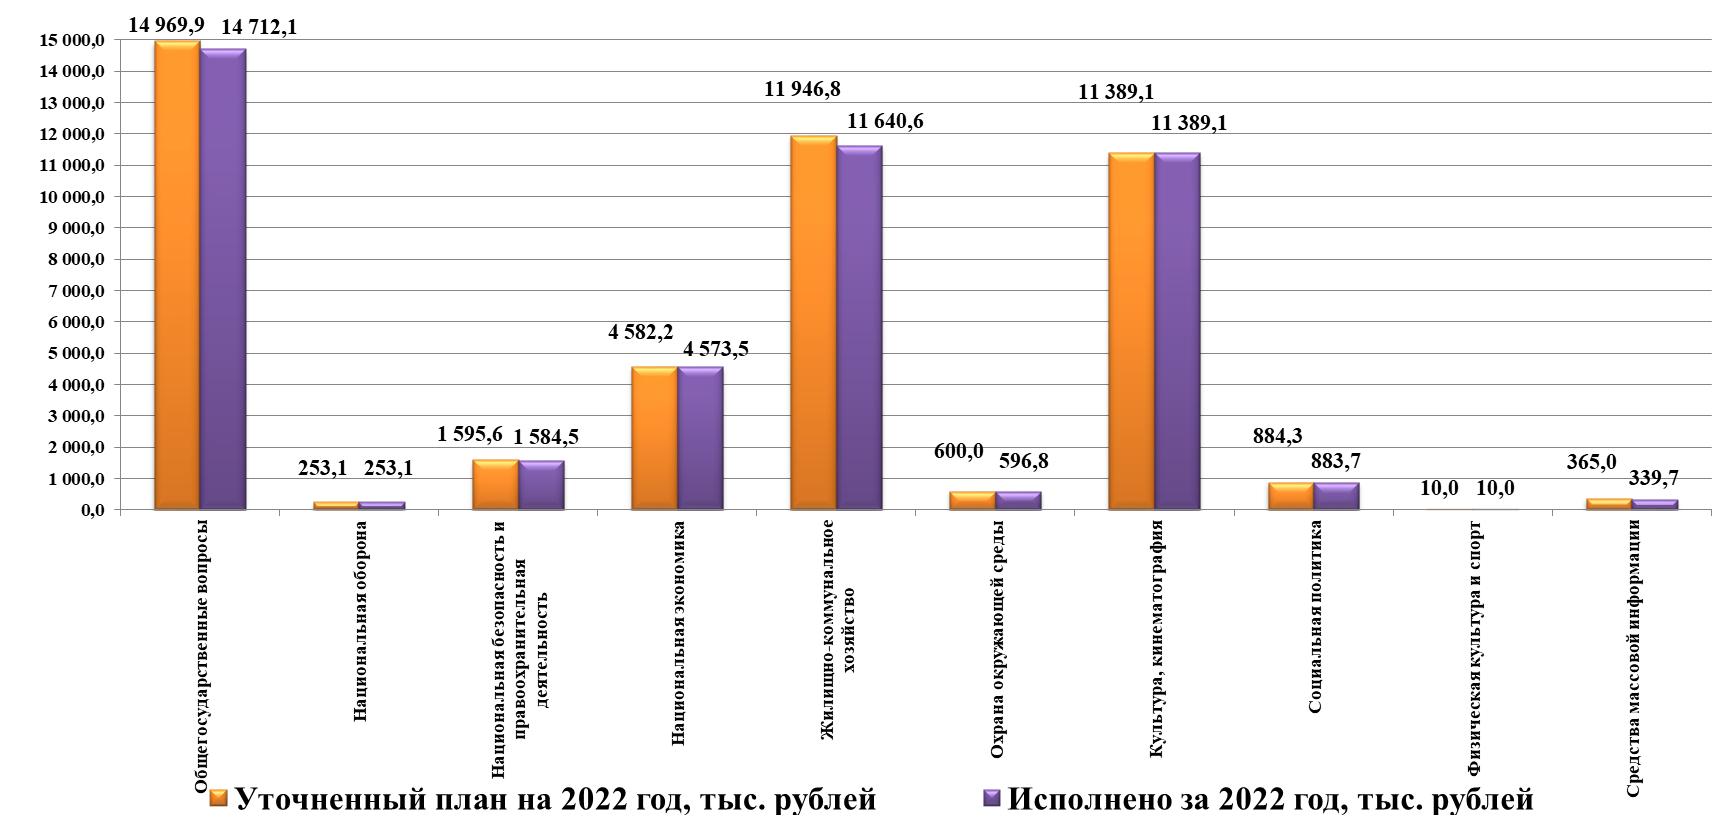 14 969,9
14 712,1
11 946,8
11 640,6
11 389,1
11 389,1
4 582,2
4 573,5
1 595,6
1 584,5
253,1
253,1
600,0
596,8
884,3
883,7
10,0
10,0
365,0
339,7
15 000,0
14 000,0
13 000,0
12 000,0
11 000,0
10 000,0
9 000,0
8 000,0
7 000,0
6 000,0
5 000,0
4 000,0
3 000,0
2 000,0
1 000,0
0,0
Общегосударственные вопросы
Национальная оборона
Национальная безопасность и
правоохранительная
деятельность
Национальная экономика
Жилищно-коммунальное
хозяйство
Охрана окружающей среды
Культура, кинематография
Социальная политика
Физическая культура и спорт
Средства массовой информации
Уточненный план на 2022 год, тыс. рублей
Исполнено за 2022 год, тыс. рублей